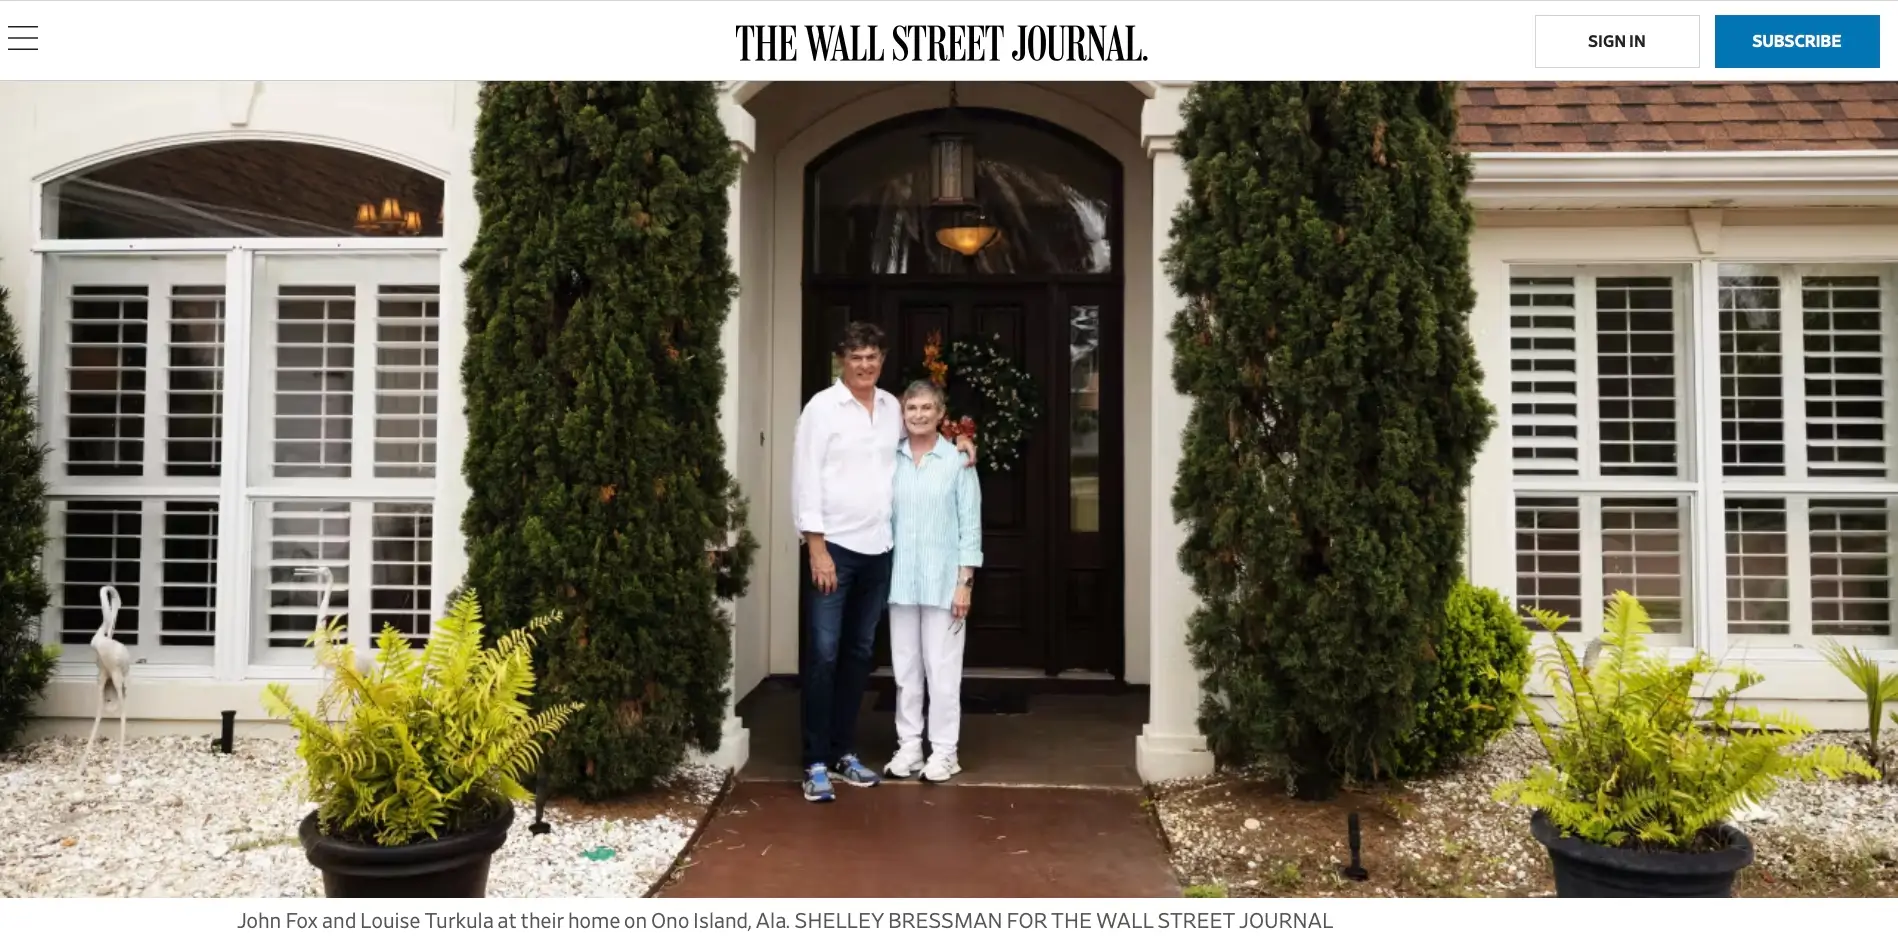 THE WALL STREET JOURNAL.
SIGN IN
SUBSCRIBE
John Fox and Louise Turkula at their home on Ono Island, Ala. SHELLEY BRESSMAN FOR THE WALL STREET JOURNAL